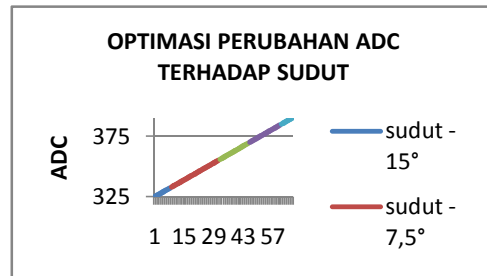 OPTIMASI PERUBAHAN ADC
TERHADAP SUDUT
ADC
375
325
1 15 29 43 57
sudut -
15°
sudut -
7,5°